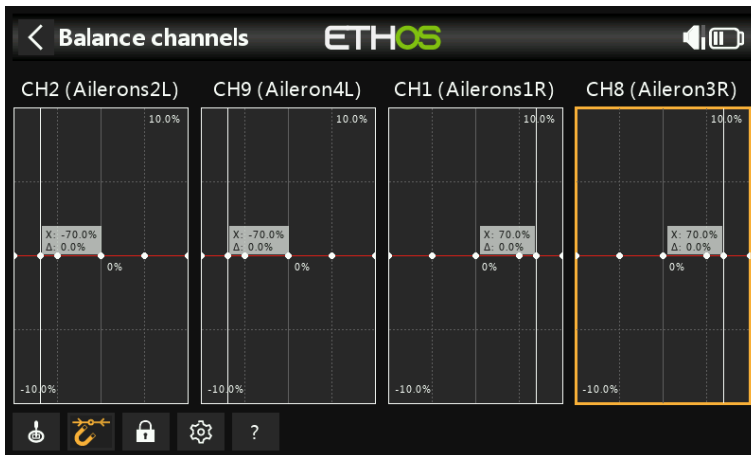 Balance channels
ETHOS
CH2 (Ailerons2L)
CH9 (Aileron4L)
CH1 (Ailerons1R)
CH8 (Aileron3R)
10.0%
10.0%
10.0%
10.0%
X: -70.0%
Δ: 0.0%
X: -70.0%
Δ: 0.0%
X: 70.0%
Δ: 0.0%
X: 70.0%
Δ: 0.0%
0%
0%
0%
0%
-10.0%
-10.0%
-10.0%
-10.0%
?